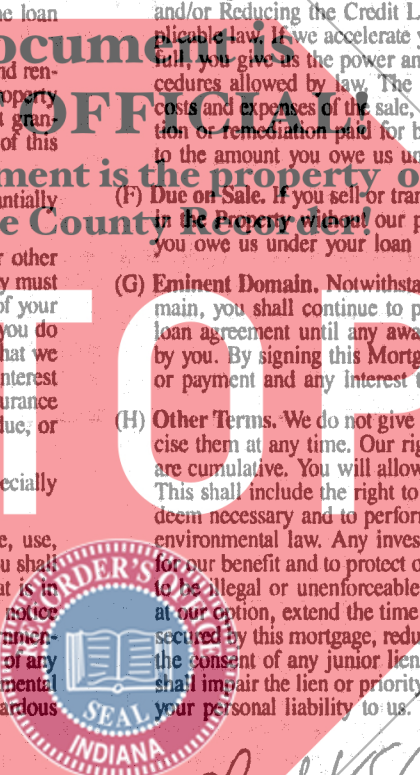 he loan
nd ren-
operty
u gran-
of this
antially
r other
y must
of your
you do
hat we
nterest
urance
due, or
ecially
e, use,
u shall
at is in
notice
nmen-
of any
mental
ardous
and/or Reducing the Credit L
plicable law. If we accelerate y
full, you give us the power an
cedures allowed by law. The
costs and expenses of the sale,
tion or remediation paid for b
to the amount you owe us un
(F) Due on Sale. If you sell or tran
in the Property without our p
you owe us under your loan
(G) Eminent Domain. Notwithsta
main, you shall continue to p
loan agreement until any awa
by you. By signing this Mortg
or payment and any interest t
(H) Other Terms. We do not give
cise them at any time. Our rig
are cumulative. You will allow
This shall include the right to
deem necessary and to perform
environmental law. Any inves
for our benefit and to protect o
to be illegal or unenforceable
at our option, extend the time
secured by this mortgage, redu
the consent of any junior lien
shall impair the lien or priority
your personal liability to us.
ocument is
OFFICIAL!
ment is the property o
e County Recorder!
TOP
RECORDER'S
SEAL
INDIANA